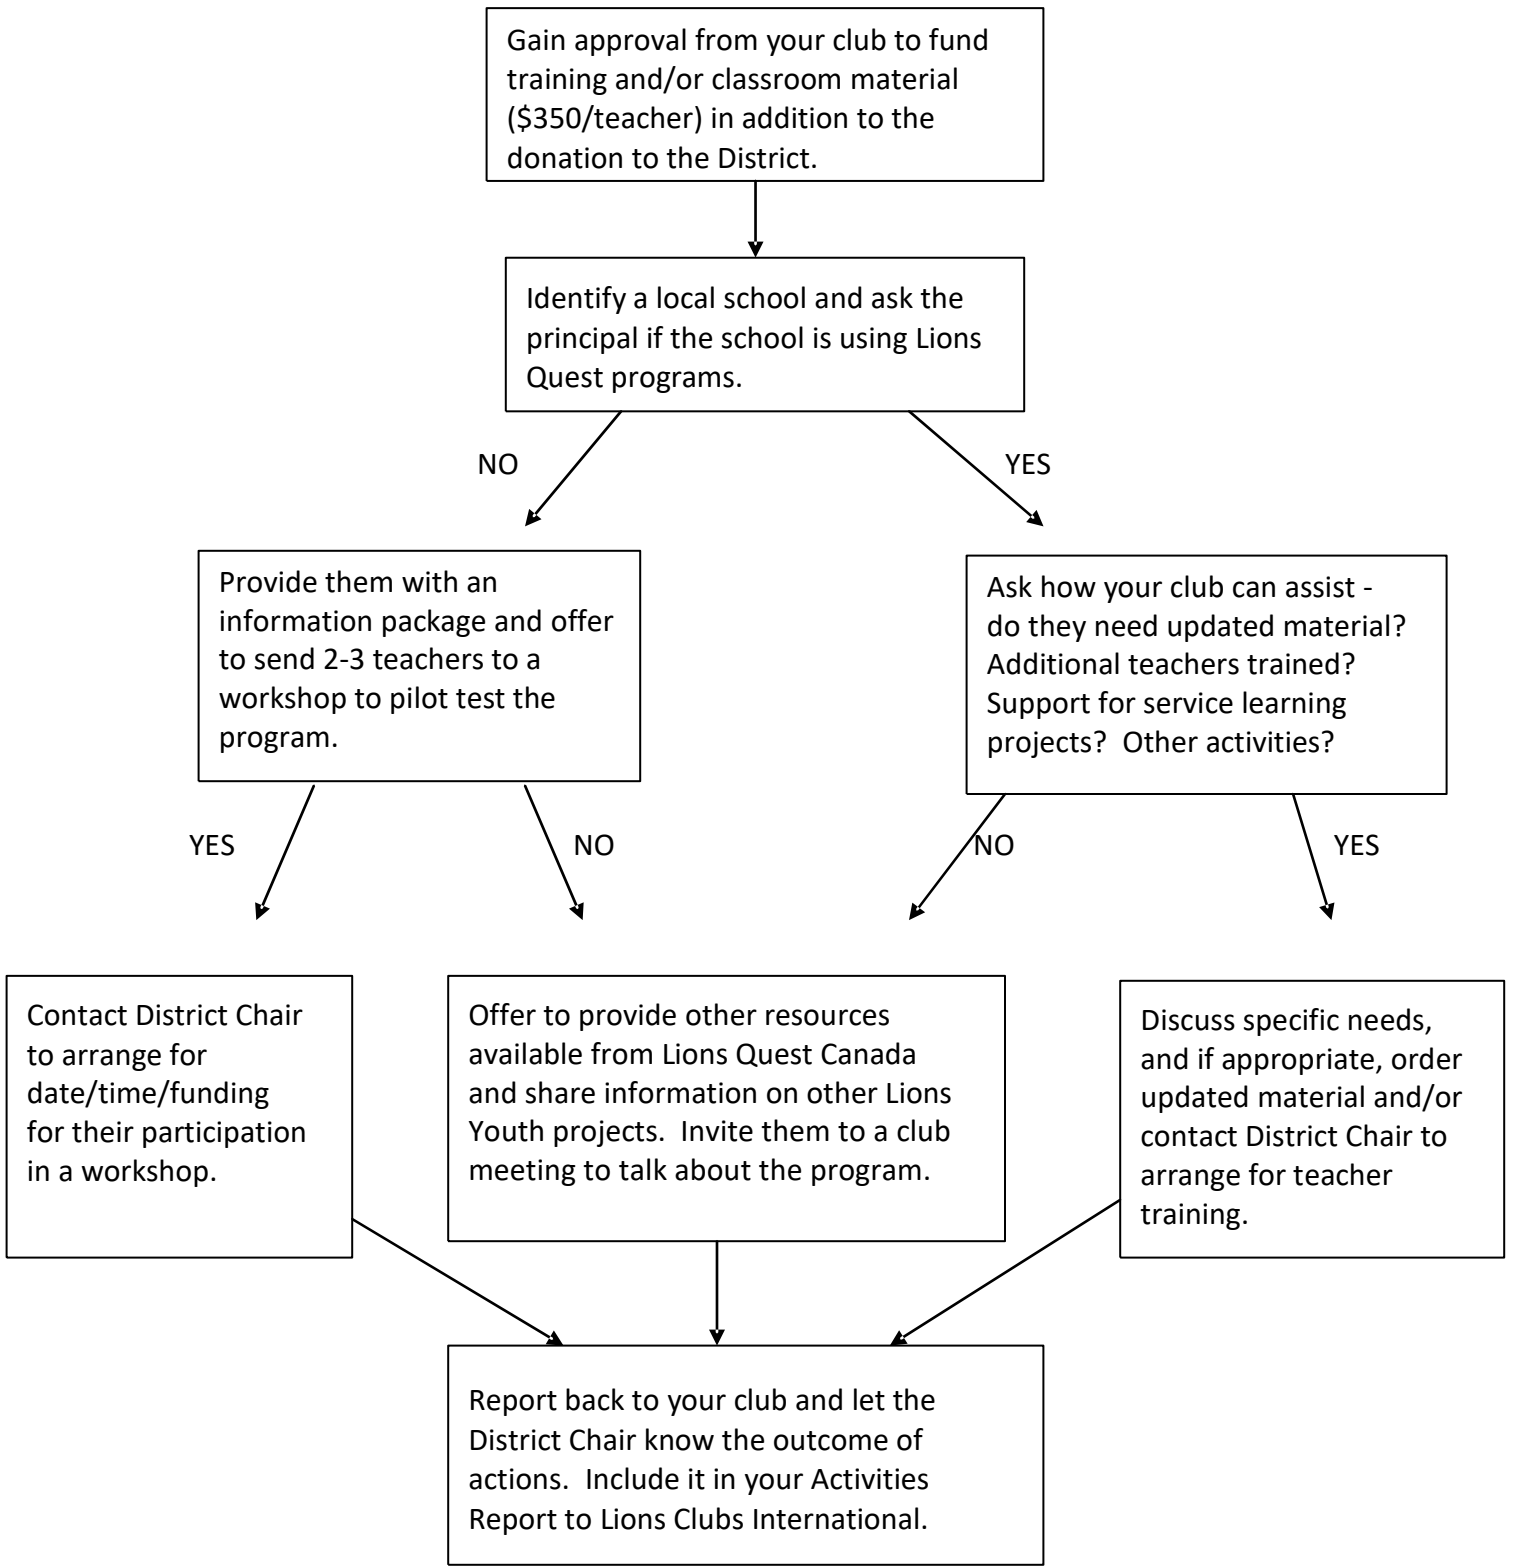 Gain approval from your club to fund
training and/or classroom material
($350/teacher) in addition to the
donation to the District.
Identify a local school and ask the
principal if the school is using Lions
Quest programs.
NO
YES
Provide them with an
information package and offer
to send 2-3 teachers to a
workshop to pilot test the
program.
Ask how your club can assist -
do they need updated material?
Additional teachers trained?
Support for service learning
projects?  Other activities?
YES
NO
NO
YES
Contact District Chair
to arrange for
date/time/funding
for their participation
in a workshop.
Offer to provide other resources
available from Lions Quest Canada
and share information on other Lions
Youth projects.  Invite them to a club
meeting to talk about the program.
Discuss specific needs,
and if appropriate, order
updated material and/or
contact District Chair to
arrange for teacher
training.
Report back to your club and let the
District Chair know the outcome of
actions.  Include it in your Activities
Report to Lions Clubs International.